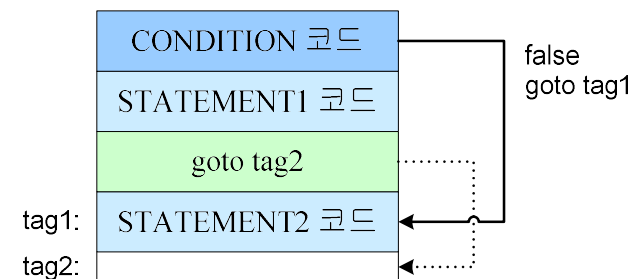 CONDITION 코드
false
goto tag1
STATEMENT1 코드
goto tag2
tag1:
STATEMENT2 코드
tag2: